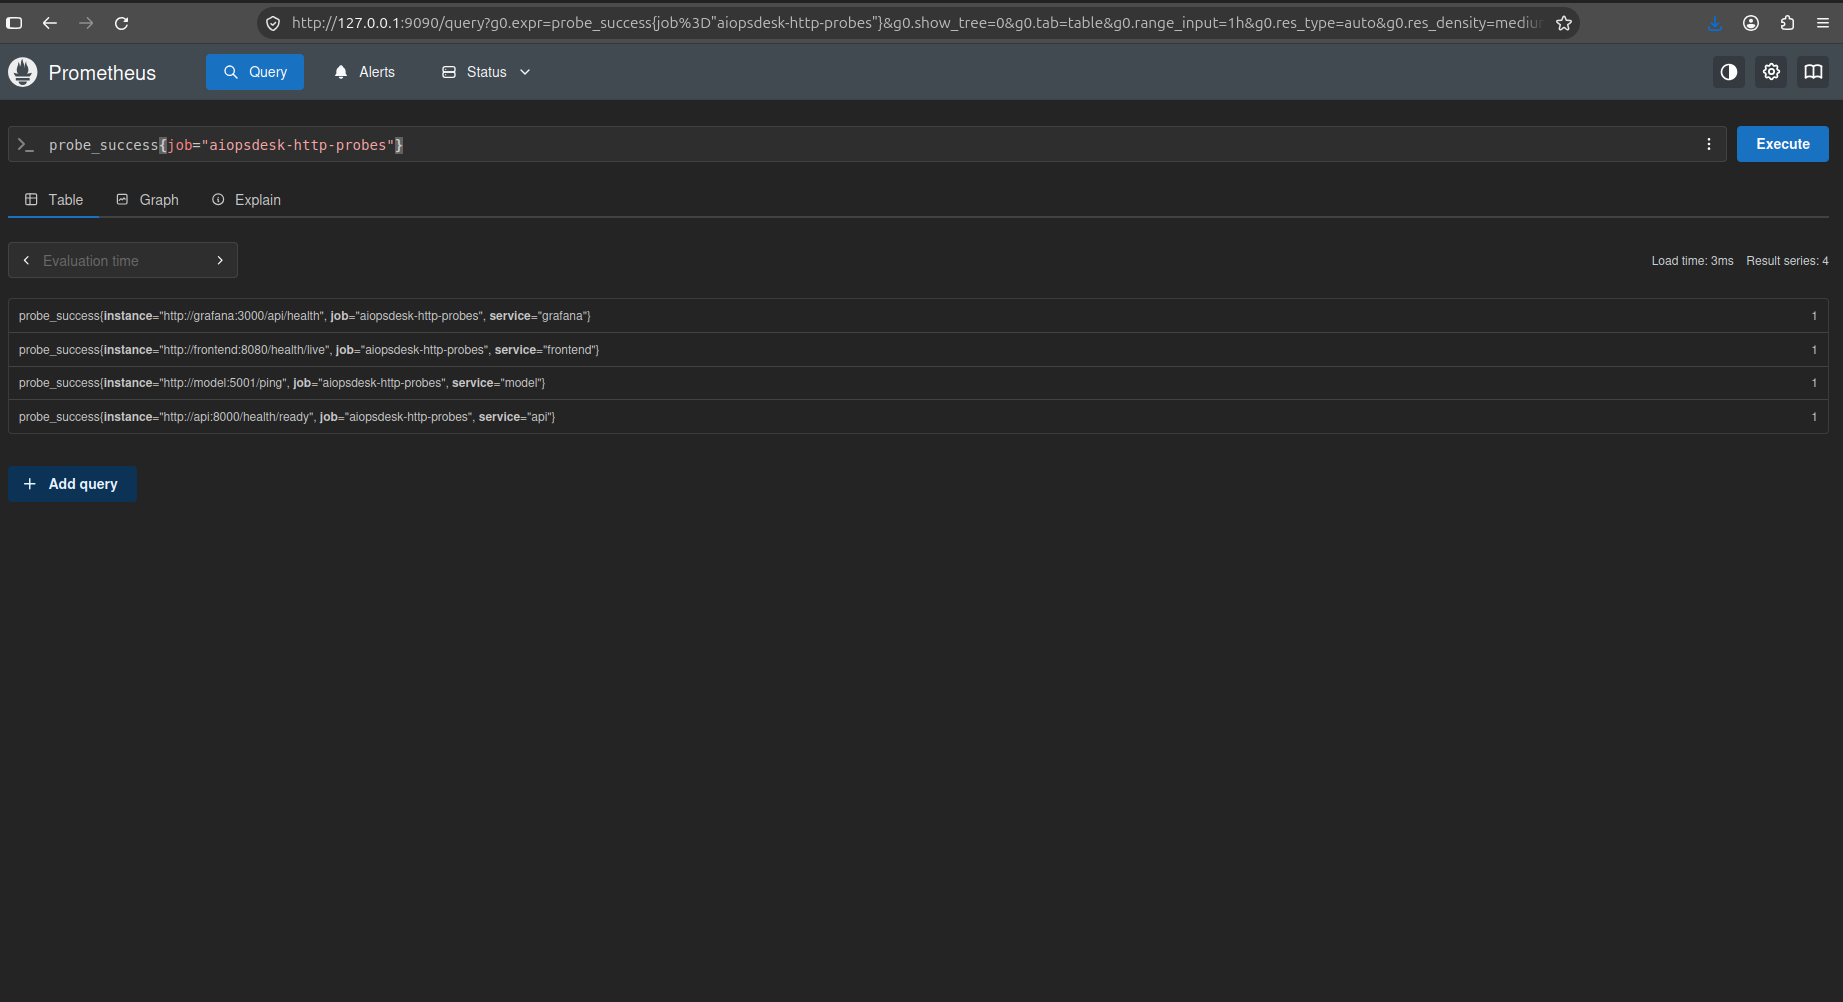 http://127.0.0.1:9090/query?g0.expr=probe_success{job%3D"aiopsdesk-http-probes"}&g0.show_tree=0&g0.tab=table&g0.range_input=1h&g0.res_type=auto&g0.res_density=mediu
Prometheus Query Alerts Status
>_ probe_success{job="aiopsdesk-http-probes"} Execute
Table Graph Explain
Evaluation time Load time: 3ms Result series: 4
probe_success{instance="http://grafana:3000/api/health", job="aiopsdesk-http-probes", service="grafana"} 1
probe_success{instance="http://frontend:8080/health/live", job="aiopsdesk-http-probes", service="frontend"} 1
probe_success{instance="http://model:5001/ping", job="aiopsdesk-http-probes", service="model"} 1
probe_success{instance="http://api:8000/health/ready", job="aiopsdesk-http-probes", service="api"} 1
+ Add query